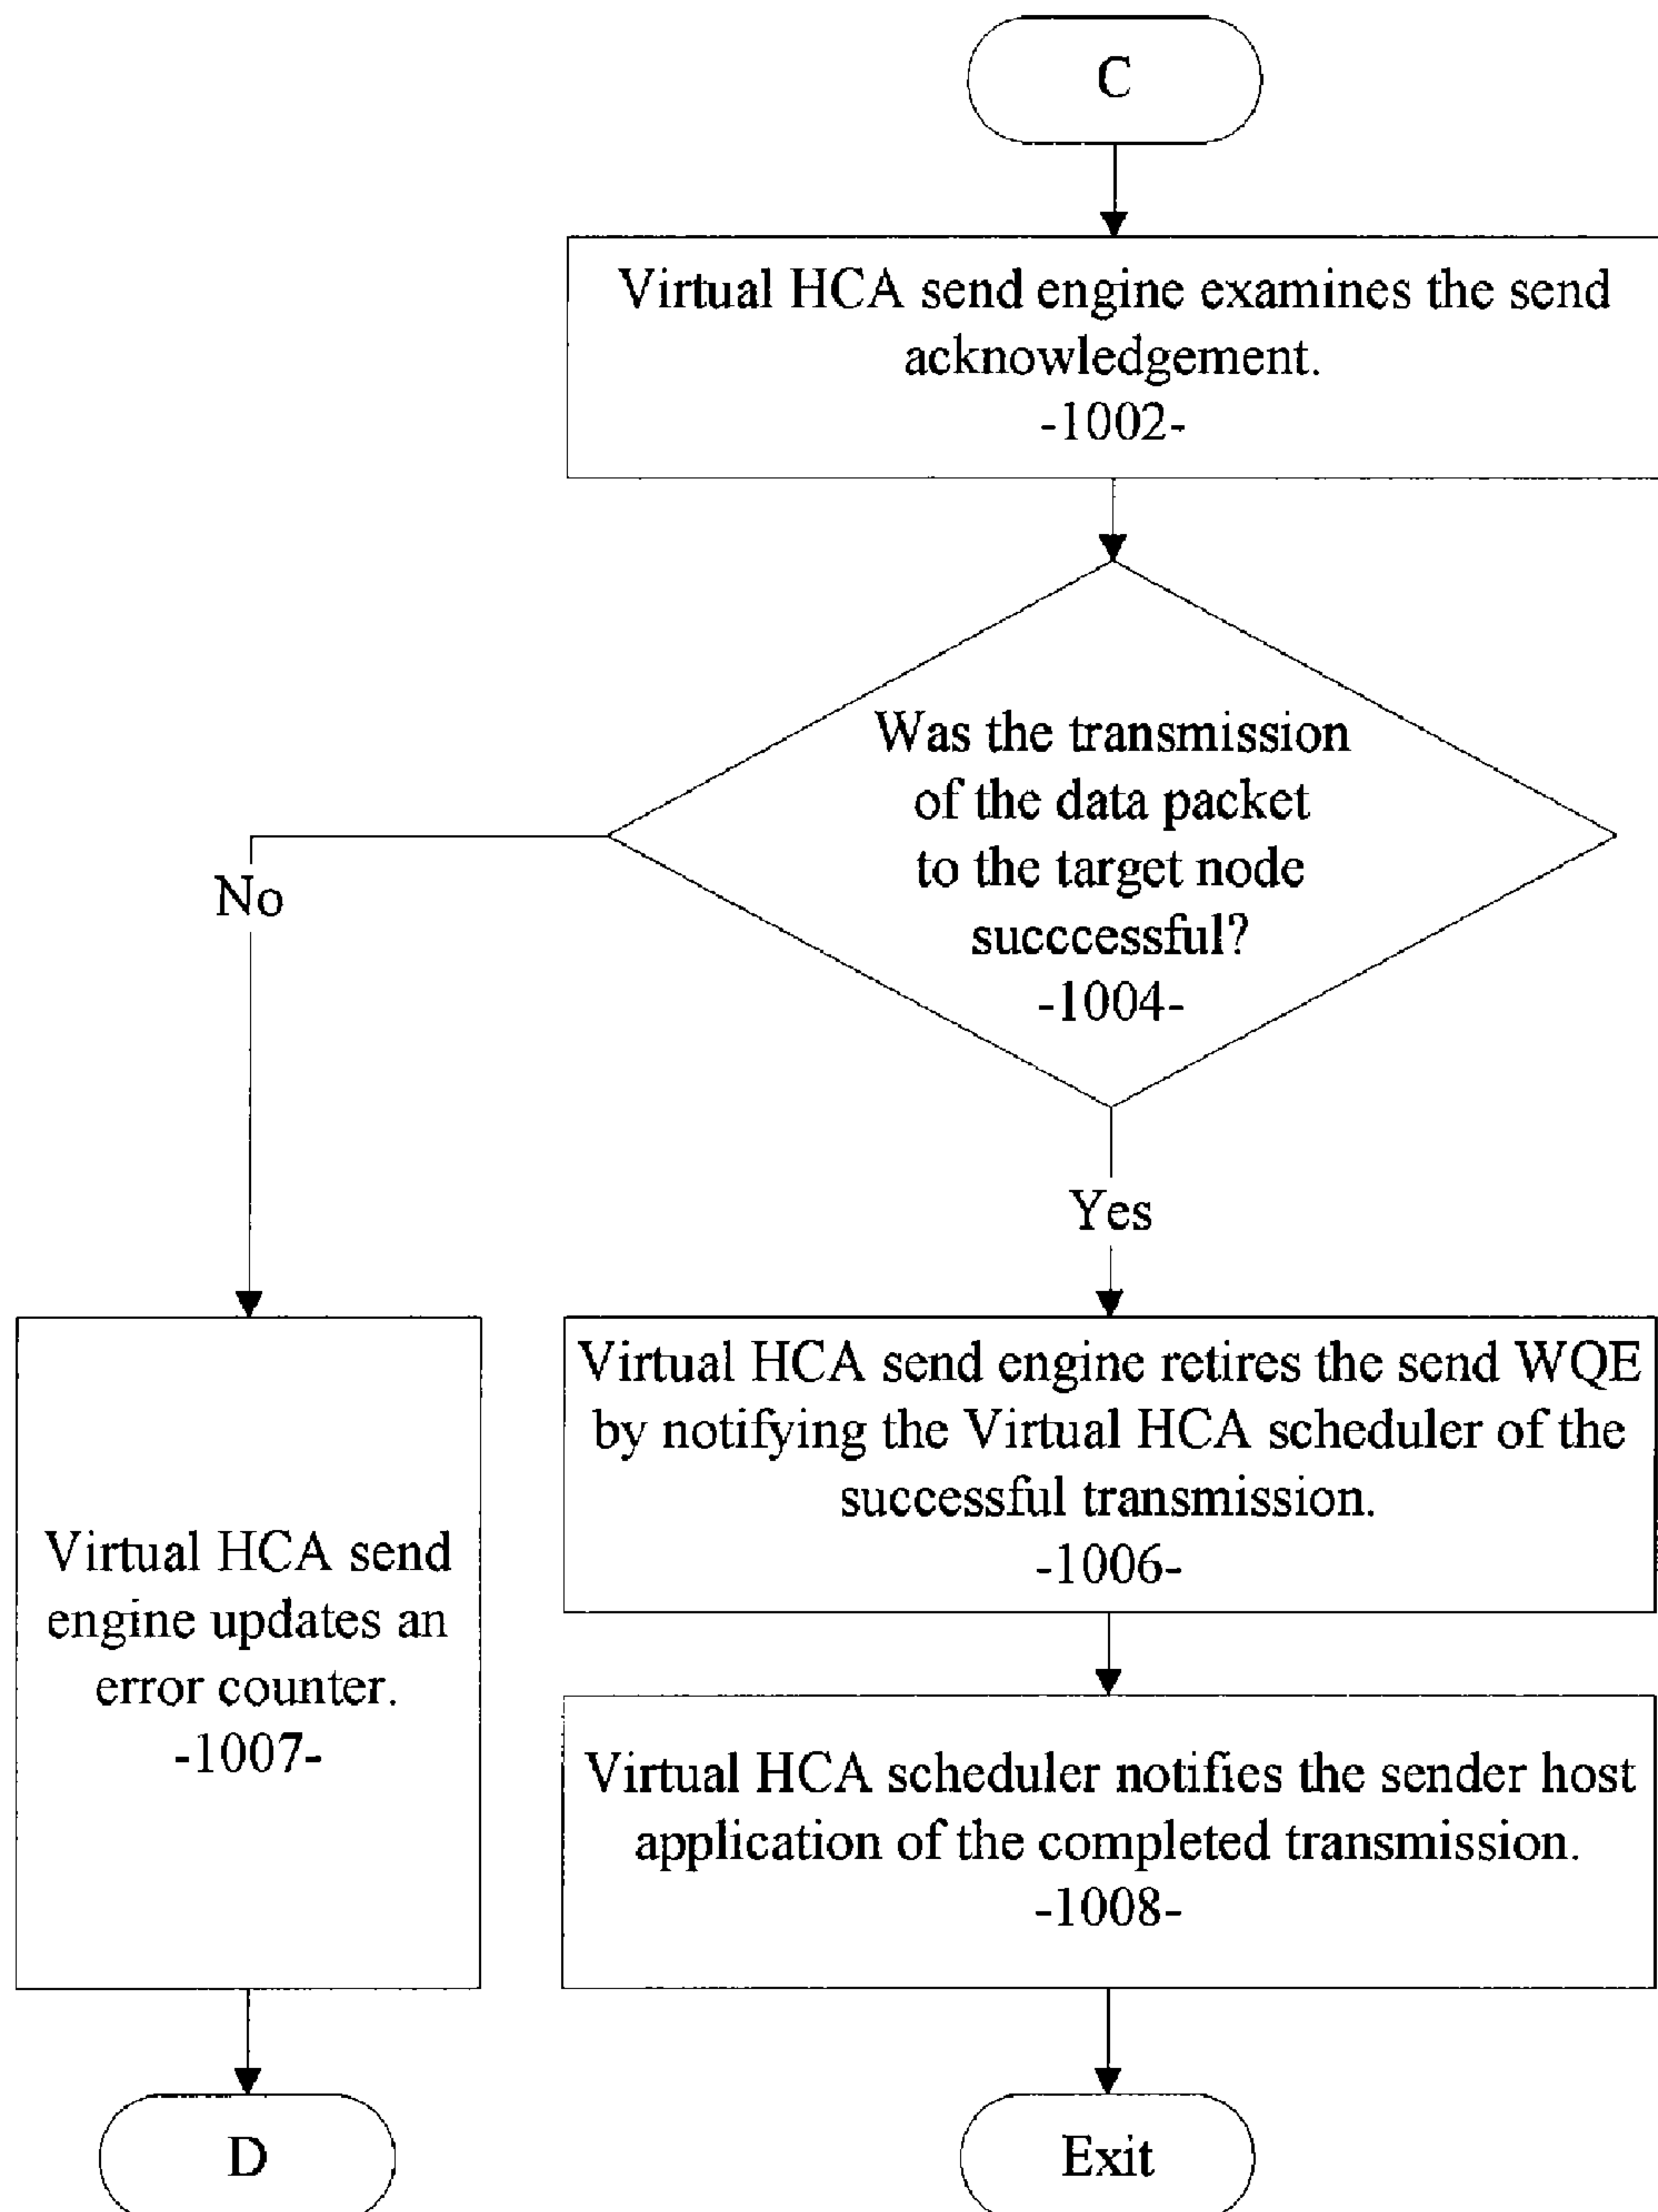 C
Virtual HCA send engine examines the send
acknowledgement.
-1002-
Was the transmission
of the data packet
to the target node
succcessful?
-1004-
No
Yes
Virtual HCA send engine retires the send WQE
by notifying the Virtual HCA scheduler of the
successful transmission.
-1006-
Virtual HCA send
engine updates an
error counter.
-1007-
Virtual HCA scheduler notifies the sender host
application of the completed transmission.
-1008-
D
Exit